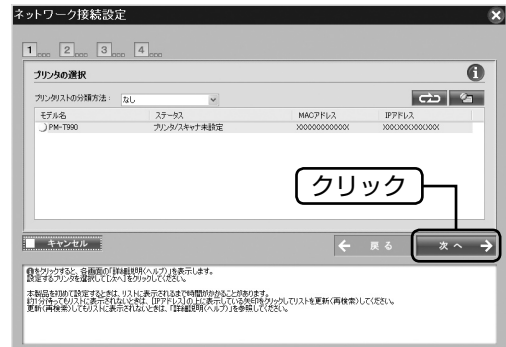 ネットワーク接続設定
1 2 3 4
プリンタの選択
プリンタリストの分類方法: なし
モデル名 ステータス MACアドレス IPアドレス
PM-T990 プリンタ/スキャナ未設定 XXXXXXXXXXXX XXXXXXXXXXXX
クリック
キャンセル 戻る 次へ
をクリックすると、各画面の「詳細説明(ヘルプ)」を表示します。
設定するプリンタを選択して[次へ]をクリックしてください。
本製品を初めて設定するときは、リストに表示されるまで時間がかかることがあります。
約1分待ってもリストに表示されないときは、[IPアドレス]の上に表示している矢印をクリックしてリストを更新(再検索)してください。
更新(再検索)してもリストに表示されないときは、「詳細説明(ヘルプ)」を参照してください。